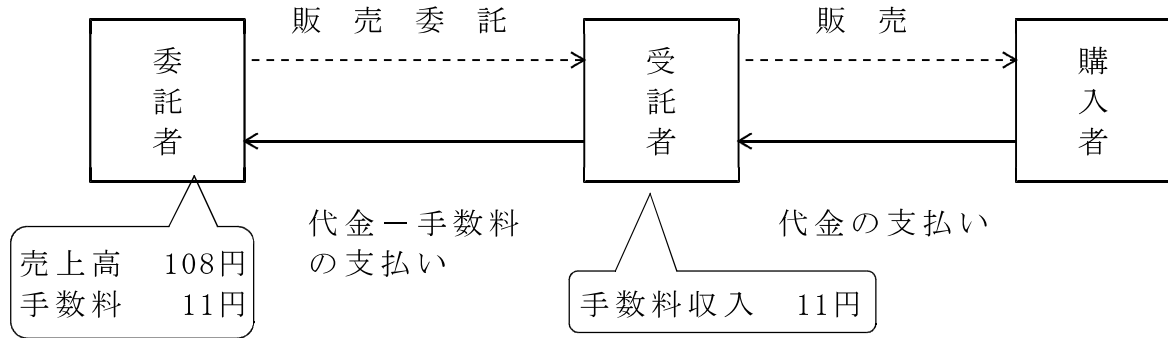 販売委託
販売
委託者
受託者
購入者
代金－手数料
の支払い
代金の支払い
売上高 108円
手数料 11円
手数料収入 11円